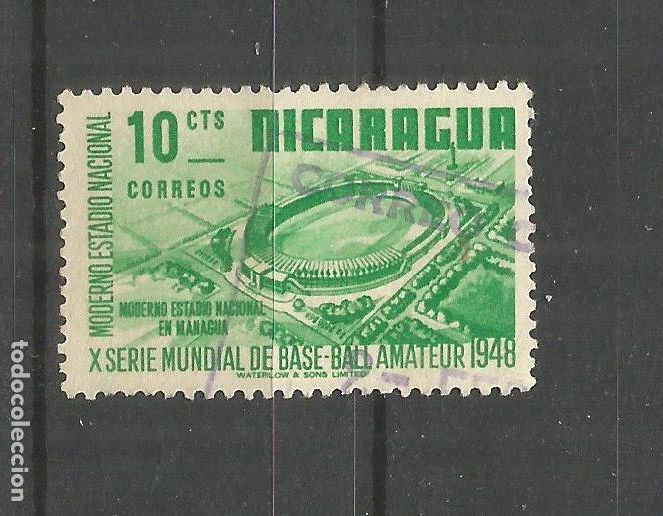 NICARAGUA
10 CTS
CORREOS
MODERNO ESTADIO NACIONAL
MODERNO ESTADIO NACIONAL
EN MANAGUA
X SERIE MUNDIAL DE BASE-BALL AMATEUR 1948
WATERLOW & SONS LIMITED
todocoleccion